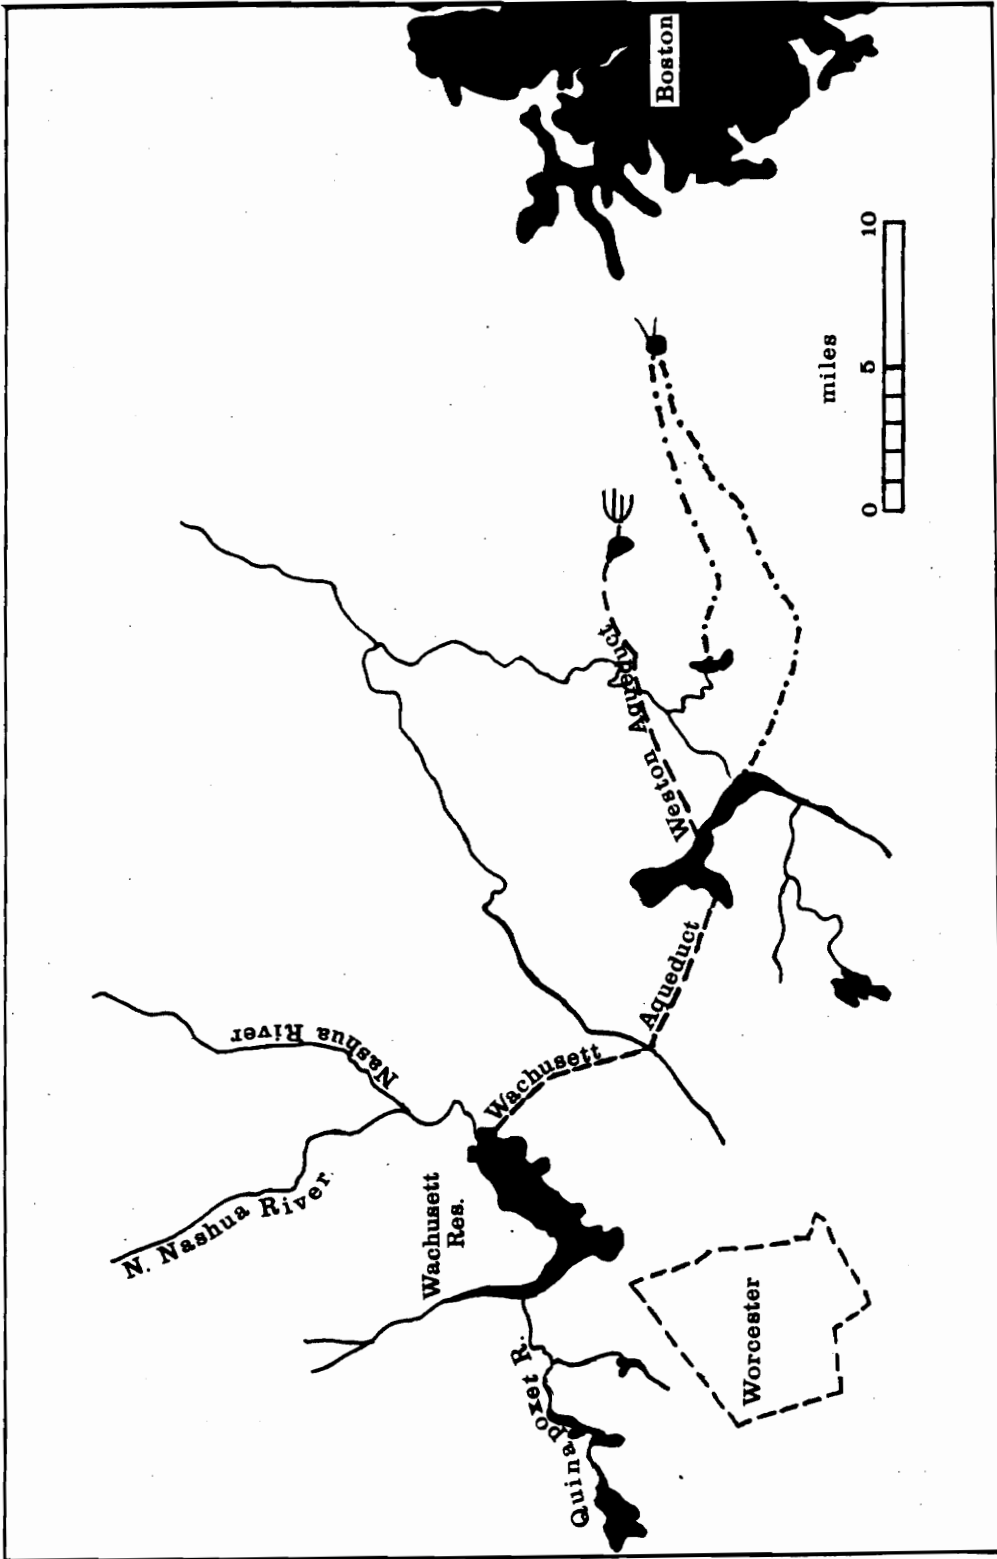 N. Nashua River
Nashua River
Wachusett
Res.
Wachusett Aqueduct
Weston Aqueduct
Quinapoxet R.
Worcester
Boston
miles
0 5 10